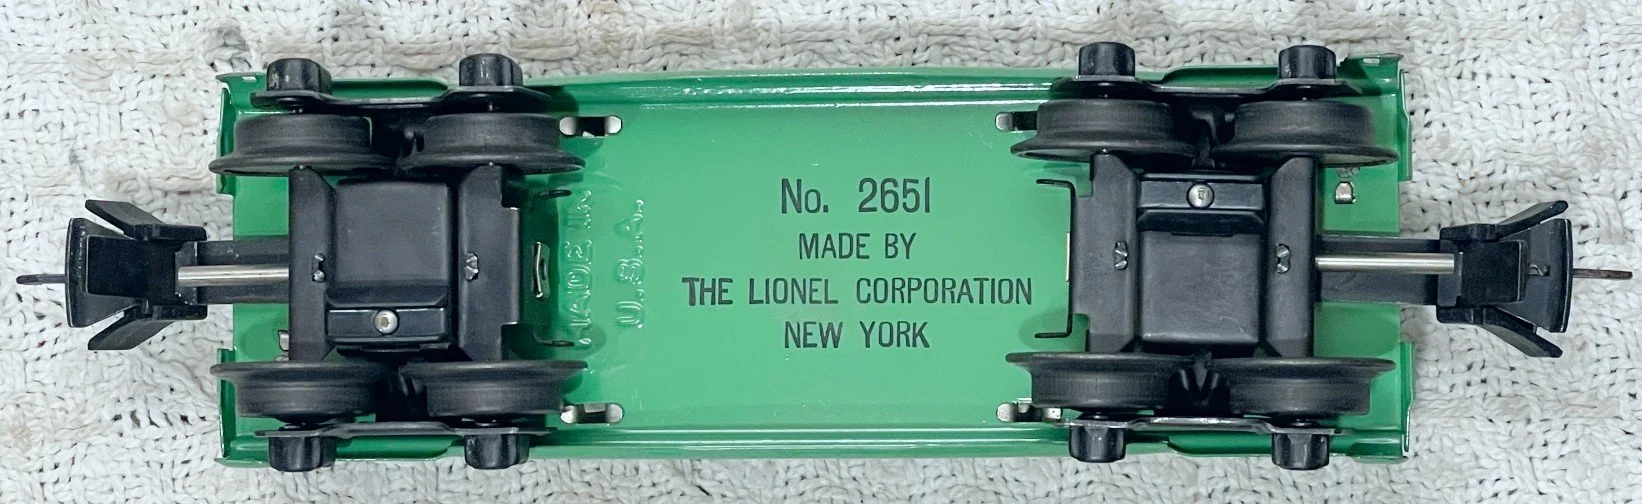 No. 2651
MADE BY
THE LIONEL CORPORATION
NEW YORK
MADE IN
U.S.A.